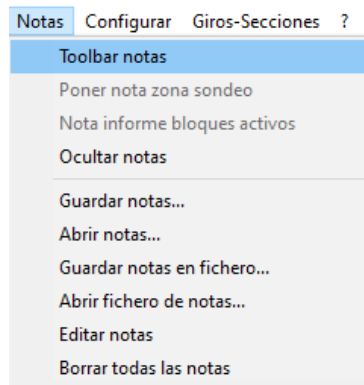 Notas Configurar Giros-Secciones ?
Toolbar notas
Poner nota zona sondeo
Nota informe bloques activos
Ocultar notas
Guardar notas...
Abrir notas...
Guardar notas en fichero...
Abrir fichero de notas...
Editar notas
Borrar todas las notas